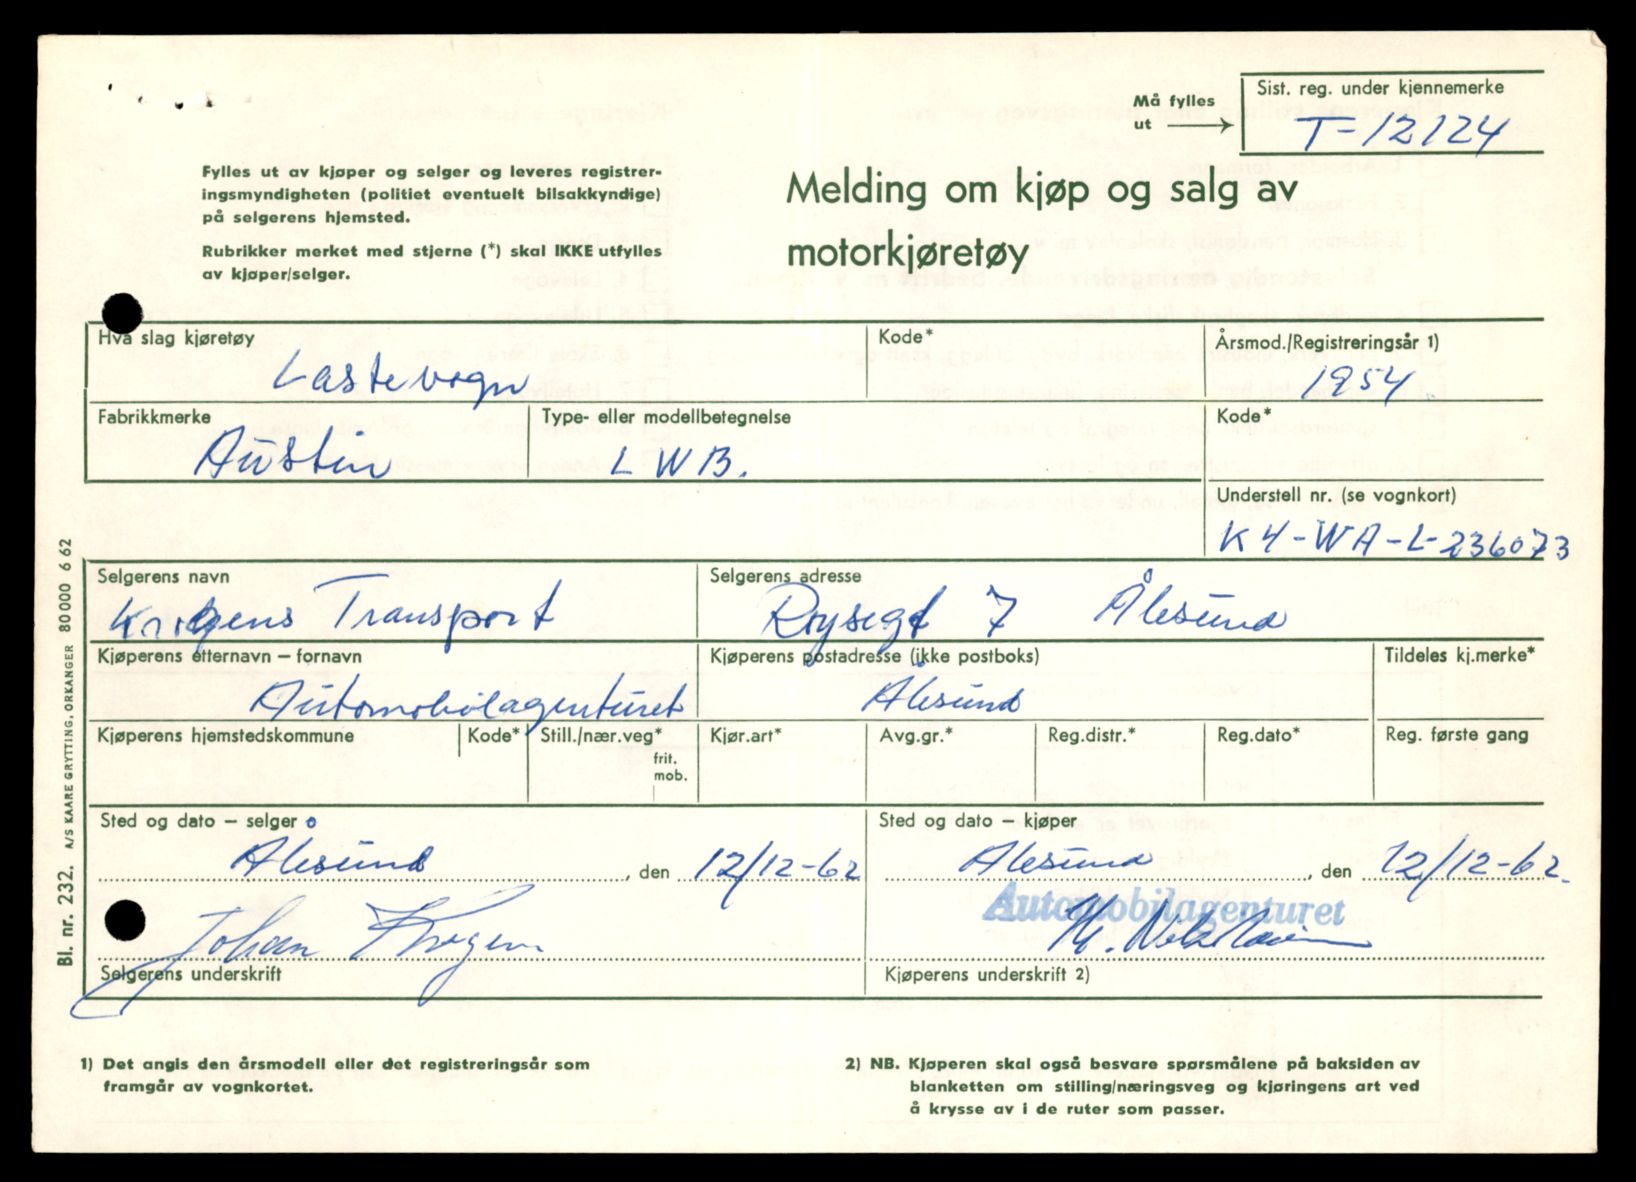 Må fylles
ut
Sist. reg. under kjennemerke
T-12124
Fylles ut av kjøper og selger og leveres registrer-
ingsmyndigheten (politiet eventuelt bilsakkyndige)
på selgerens hjemsted.
Rubrikker merket med stjerne (*) skal IKKE utfylles
av kjøper/selger.
Melding om kjøp og salg av
motorkjøretøy
Hva slag kjøretøy
Lastevogn
Kode*
Årsmod./Registreringsår 1)
1954
Fabrikkmerke
Austin
Type- eller modellbetegnelse
LWB.
Kode*
Understell nr. (se vognkort)
K4-WA-L-236073
Selgerens navn
Transport
Selgerens adresse
7 Ålesund
Kjøperens etternavn – fornavn
Automobilagenturet
Kjøperens postadresse (ikke postboks)
Ålesund
Tildeles kj.merke*
Kjøperens hjemstedskommune
Kode*
Still./nær.veg*
frit.
mob.
Kjør.art*
Avg.gr.*
Reg.distr.*
Reg.dato*
Reg. første gang
Sted og dato – selger
Ålesund, den 12/12-62
Sted og dato – kjøper
Alesund, den 12/12-62.
Johan
Selgerens underskrift
Automobilagenturet
Kjøperens underskrift 2)
1) Det angis den årsmodell eller det registreringsår som
framgår av vognkortet.
2) NB. Kjøperen skal også besvare spørsmålene på baksiden av
blanketten om stilling/næringsveg og kjøringens art ved
å krysse av i de ruter som passer.
Bl. nr. 232. A/S KAARE GRYTTING, ORKANGER 80000 6 62